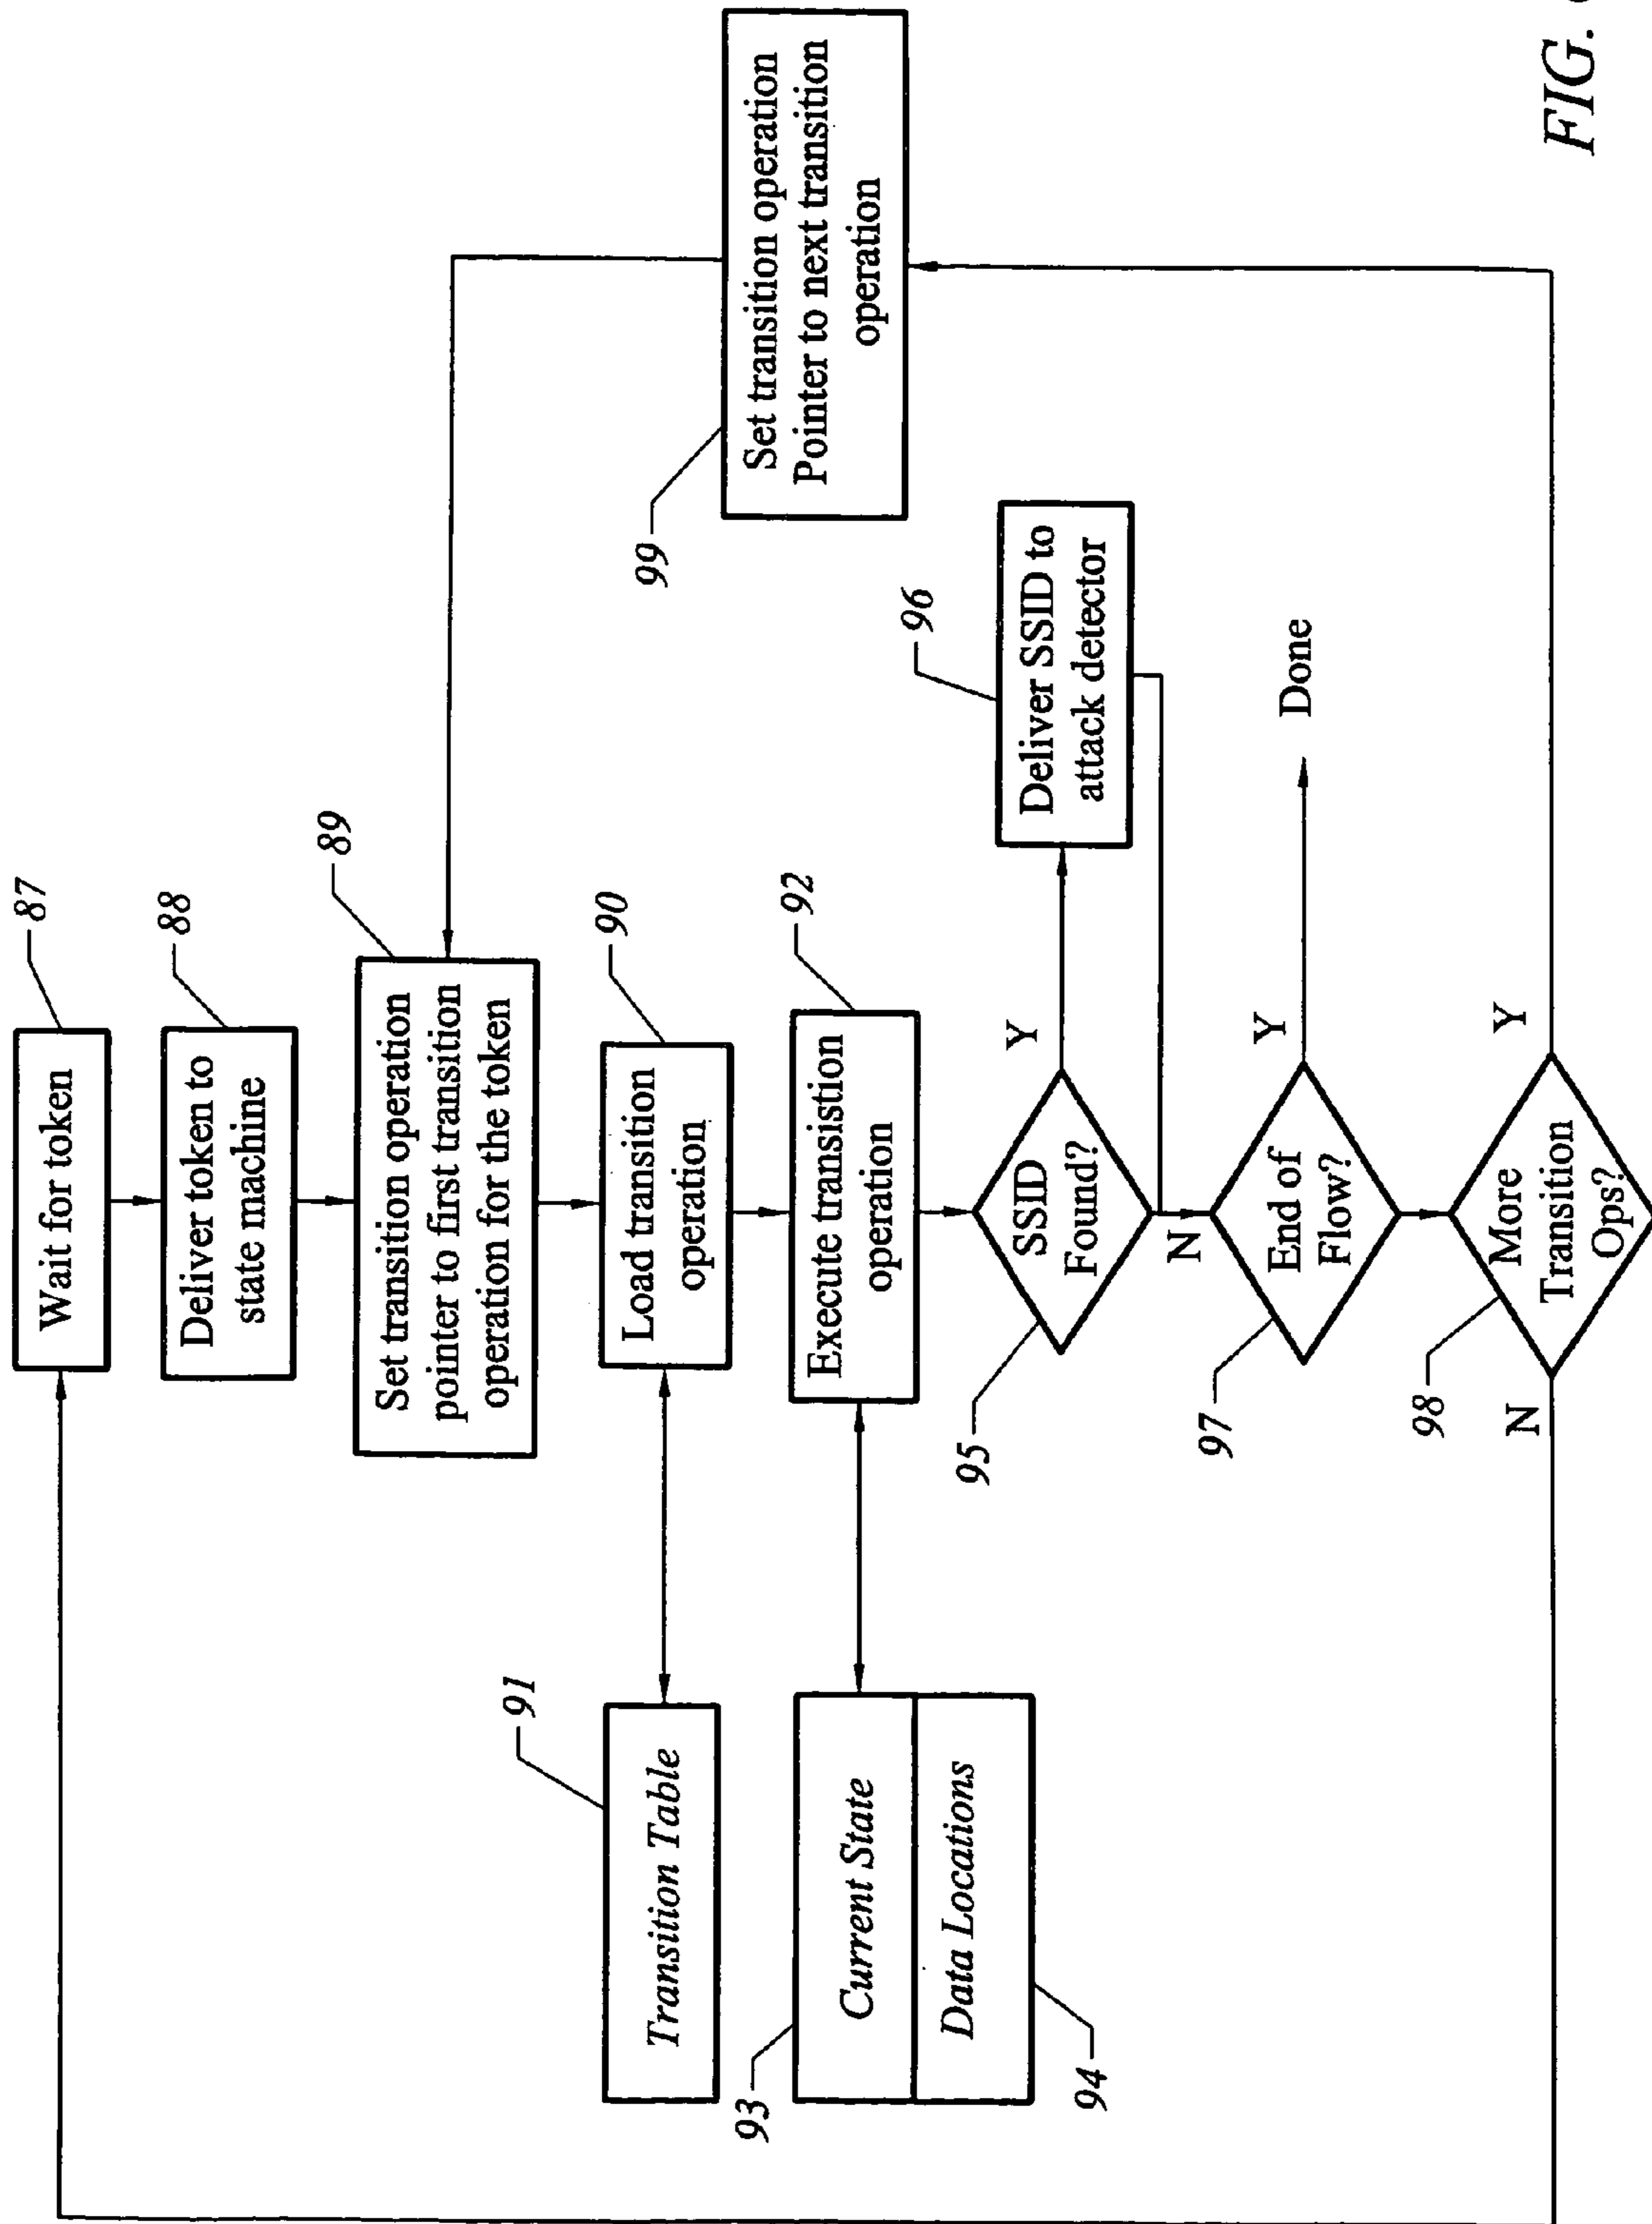 87
Wait for token
88
Deliver token to
state machine
89
Set transition operation
pointer to first transition
operation for the token
90
Load transition
operation
91
Transition Table
92
Execute transistion
operation
93
Current State
Data Locations
94
95
SSID
Found?
Y
N
96
Deliver SSID to
attack detector
97
End of
Flow?
Y
Done
98
More
Transition
Ops?
Y
N
99
Set transition operation
Pointer to next transition
operation
FIG.